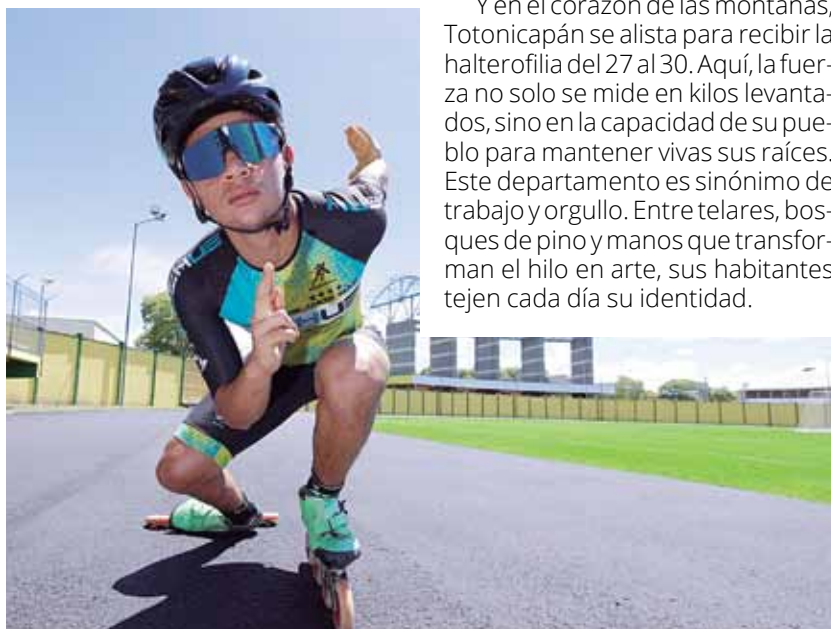 Y en el corazón de las montañas,
Totonicapán se alista para recibir la
halterofilia del 27 al 30. Aquí, la fuer-
za no solo se mide en kilos levanta-
dos, sino en la capacidad de su pue-
blo para mantener vivas sus raíces.
Este departamento es sinónimo de
trabajo y orgullo. Entre telares, bos-
ques de pino y manos que transfor-
man el hilo en arte, sus habitantes
tejen cada día su identidad.